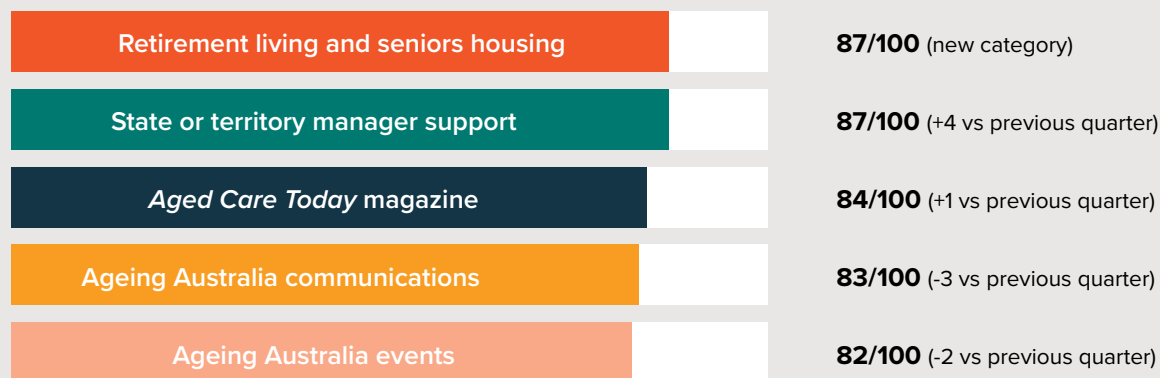 Retirement living and seniors housing 87/100 (new category)
State or territory manager support 87/100 (+4 vs previous quarter)
Aged Care Today magazine 84/100 (+1 vs previous quarter)
Ageing Australia communications 83/100 (-3 vs previous quarter)
Ageing Australia events 82/100 (-2 vs previous quarter)